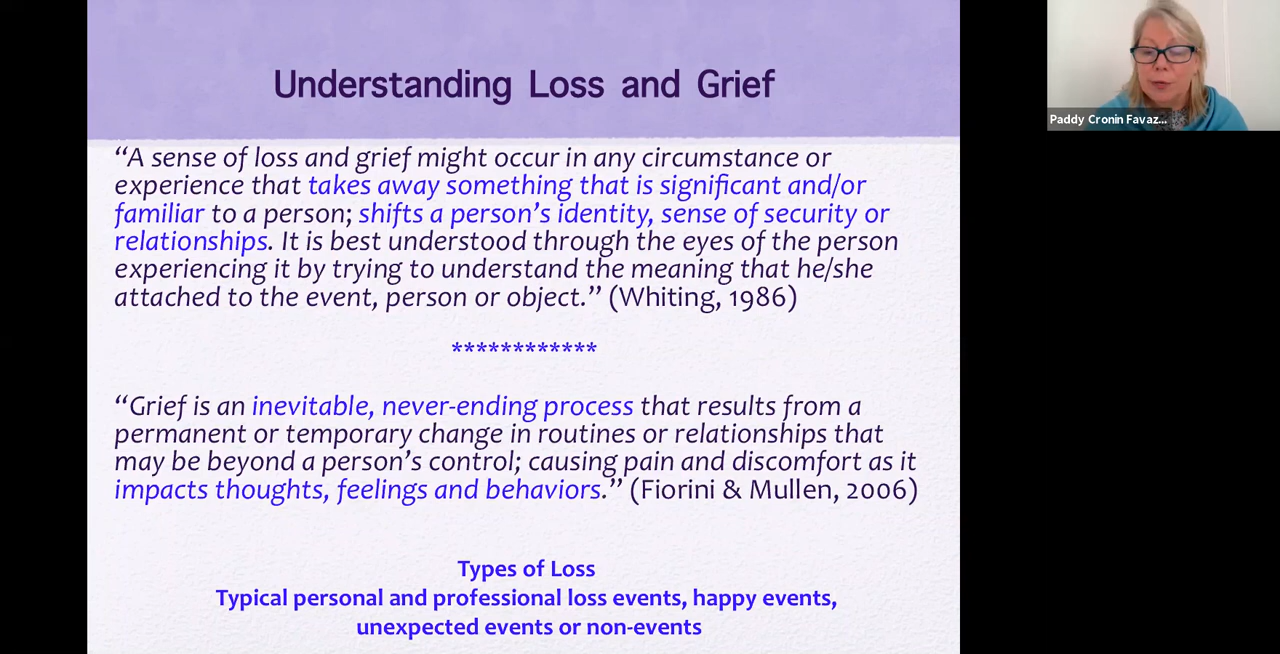 Understanding Loss and Grief
“A sense of loss and grief might occur in any circumstance or
experience that takes away something that is significant and/or
familiar to a person; shifts a person’s identity, sense of security or
relationships. It is best understood through the eyes of the person
experiencing it by trying to understand the meaning that he/she
attached to the event, person or object.” (Whiting, 1986)
************
“Grief is an inevitable, never-ending process that results from a
permanent or temporary change in routines or relationships that
may be beyond a person’s control; causing pain and discomfort as it
impacts thoughts, feelings and behaviors.” (Fiorini & Mullen, 2006)
Types of Loss
Typical personal and professional loss events, happy events,
unexpected events or non-events
Paddy Cronin Favaz...